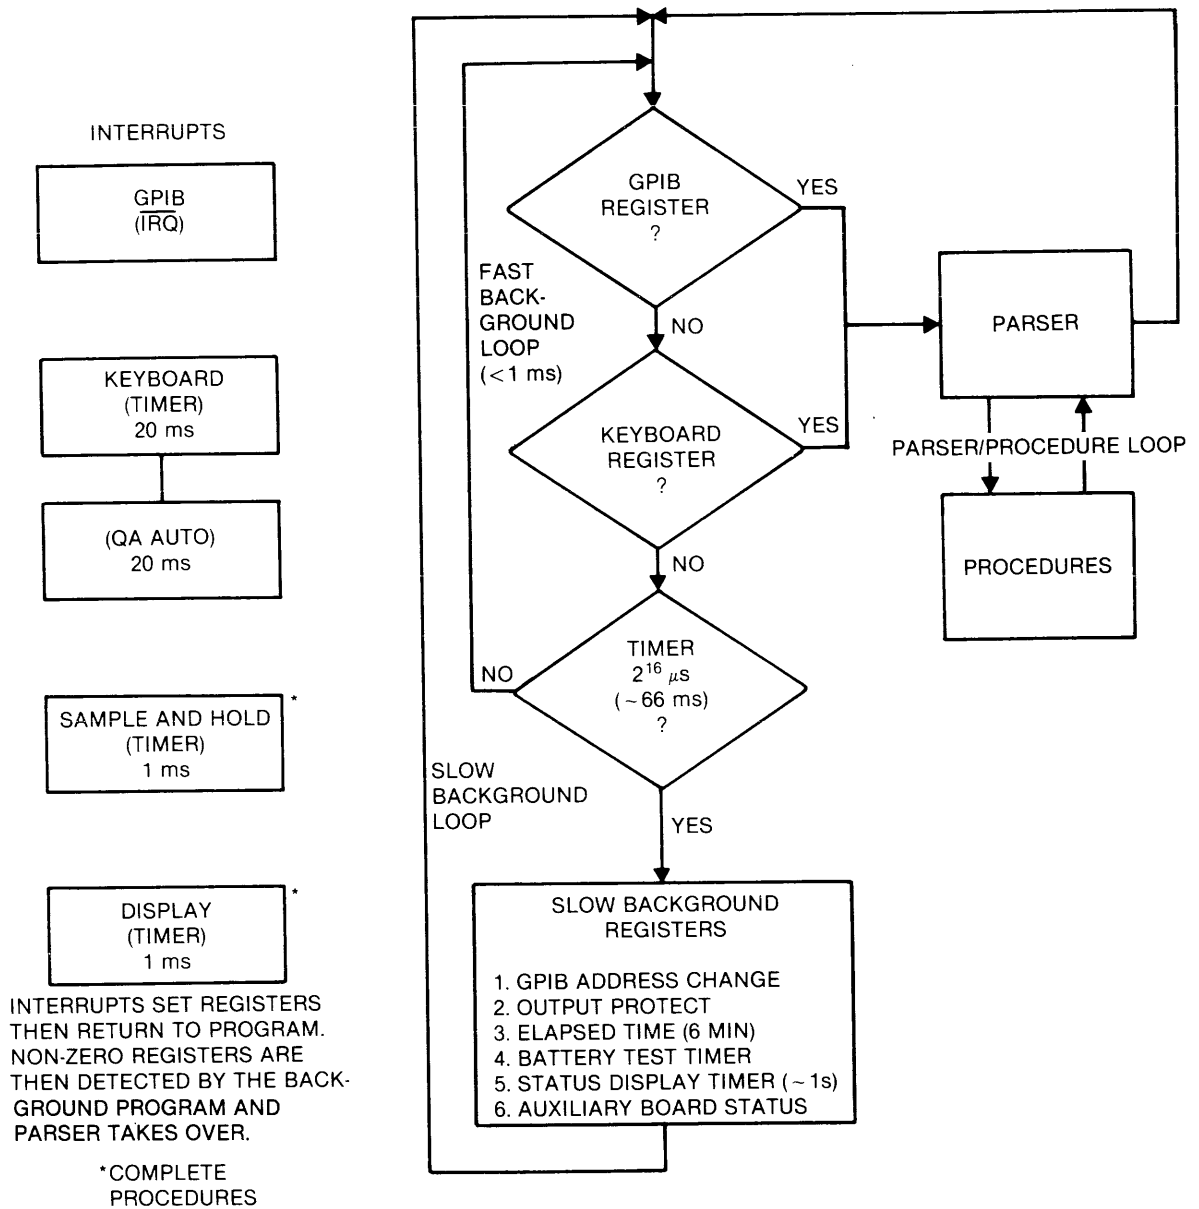 INTERRUPTS
GPIB
(IRQ)
KEYBOARD
(TIMER)
20 ms
(QA AUTO)
20 ms
*
SAMPLE AND HOLD
(TIMER)
1 ms
*
DISPLAY
(TIMER)
1 ms
INTERRUPTS SET REGISTERS
THEN RETURN TO PROGRAM.
NON-ZERO REGISTERS ARE
THEN DETECTED BY THE BACK-
GROUND PROGRAM AND
PARSER TAKES OVER.
*COMPLETE
PROCEDURES
GPIB
REGISTER
?
YES
NO
FAST
BACK-
GROUND
LOOP
(<1 ms)
KEYBOARD
REGISTER
?
YES
NO
TIMER
2¹⁶ µs
(~66 ms)
?
NO
YES
SLOW
BACKGROUND
LOOP
SLOW BACKGROUND
REGISTERS
1. GPIB ADDRESS CHANGE
2. OUTPUT PROTECT
3. ELAPSED TIME (6 MIN)
4. BATTERY TEST TIMER
5. STATUS DISPLAY TIMER (~1s)
6. AUXILIARY BOARD STATUS
PARSER
PARSER/PROCEDURE LOOP
PROCEDURES